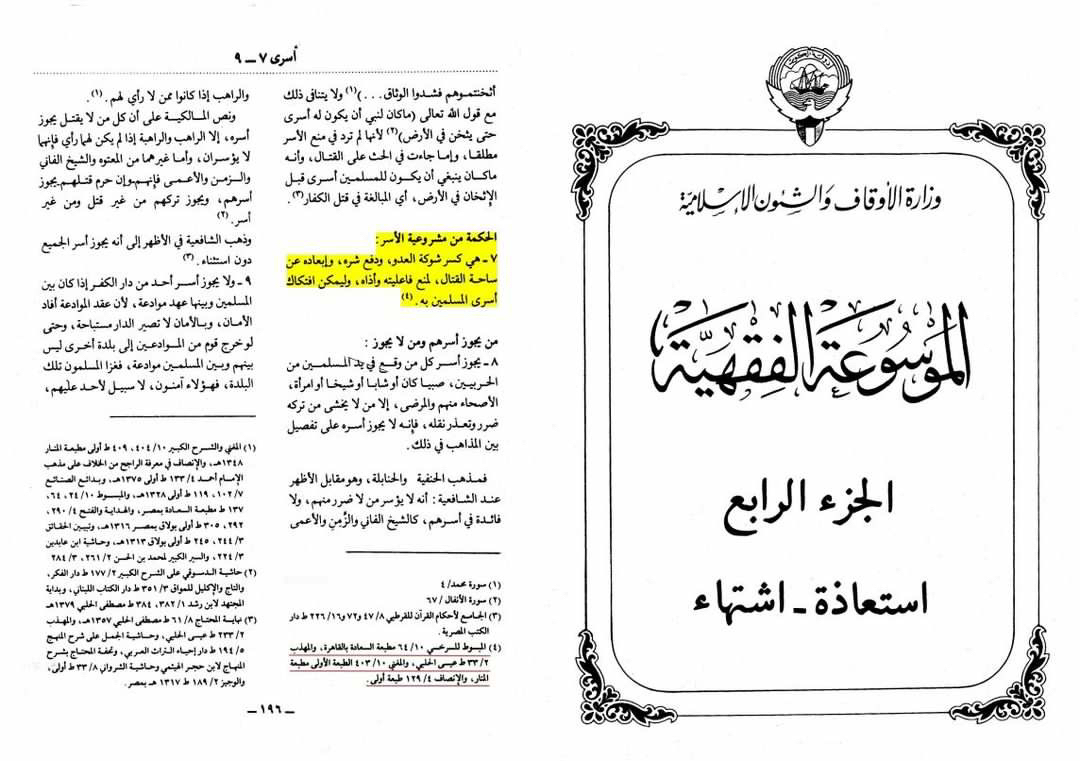 أسرى ٧ ــ ٩
أثخنتموهم فشدوا الوثاق . . .)(١) ولا يتنافى ذلك
مع قول الله تعالى (ماكان لنبي أن يكون له أسرى
حتى يثخن في الأرض)(٢) لأنها لم ترد في منع الأسر
مطلقا، وإما جاءت في الحث على القتال، وأنه
ماكان ينبغي أن يكون للمسلمين أسرى قبل
الإثخان في الأرض، أي المبالغة في قتل الكفار(٣).
الحكمة من مشروعية الأسر:
٧ ـ هي كسر شوكة العدو، ودفع شره، وإبعاده عن
ساحة القتال، لمنع فاعليته وأذاه، وليمكن افتكاك
أسرى المسلمين به. (٤)
من يجوز أسرهم ومن لا يجوز :
٨ ـ يجوز أسر كل من وقع في يد المسلمين من
الحربيين، صبيا كان أوشابا أوشيخا أو امرأة،
الأصحاء منهم والمرضى، إلا من لا يخشى من تركه
ضرر وتعذر نقله، فإنه لا يجوز أسره على تفصيل
بين المذاهب في ذلك.
فمذهب الحنفية والحنابلة، وهو مقابل الأظهر
عند الشافعية : أنه لا يؤسر من لا ضرر منهم، ولا
فائدة في أسرهم، كالشيخ الفاني والزَّمِنِ والأعمى
(١) سورة محمد/ ٤
(٢) سورة الأنفال / ٦٧
(٣) الجامع لأحكام القرآن للقرطبي ٨/ ٤٧ و٧٢ و١٦/ ٢٢٦ ط دار
الكتب المصرية .
(٤) المبسوط للسرخسي ١٠/ ٦٤ مطبعة السعادة بالقاهرة، والمهذب
٢/ ٣٣ ط عيسى الحلبي، والمغني ١٠/ ٤٠٣ الطبعة الأولى مطبعة
المنار، والإنصاف ٤/ ١٢٩ طبعة أولى.
والراهب إذا كانوا ممن لا رأي لهم. (١).
ونص المالكية على أن كل من لا يقتل يجوز
أسره، إلا الراهب والراهبة إذا لم يكن لهما رأي فإنهما
لا يؤسران، وأما غيرهما من المعتوه والشيخ الفاني
والزمن والأعمى فإنهم وإن حرم قتلهم يجوز
أسرهم، ويجوز تركهم من غير قتل ومن غير
أسر. (٢)
وذهب الشافعية في الأظهر إلى أنه يجوز أسر الجميع
دون استثناء. (٣)
٩ ـ ولا يجوز أسر أحد من دار الكفر إذا كان بين
المسلمين وبينها عهد موادعة، لأن عقد الموادعة أفاد
الأمان، وبالأمان لا تصير الدار مستباحة، وحتى
لو خرج قوم من الموادعين إلى بلدة أخرى ليس
بينهم وبين المسلمين موادعة، فغزا المسلمون تلك
البلدة، فهؤلاء آمنون، لا سبيل لأحد عليهم،
(١) المغني والشرح الكبير ١٠/ ٤٠٤، ٤٠٩ ط أولى مطبعة المنار
١٣٤٨هـ، والإنصاف في معرفة الراجح من الخلاف على مذهب
الإمام أحمد ٤/ ١٣٣ ط أولى ١٣٧٥هـ، وبدائع الصنائع
٧/ ١٠٢، ١١٩ ط أولى ١٣٢٨هـ، والمبسوط ١٠/ ٢٤، ٦٤،
١٣٧ ط مطبعة السعادة بمصر، والهداية والفتح ٤/ ٢٩٠،
٢٩٢، ٣٠٥ ط أولى بولاق بمصر ١٣١٦هـ، وتبيين الحقائق
٣/ ٢٤٤، ٢٤٥ ط أولى بولاق ١٣١٣هـ، وحاشية ابن عابدين
٣/ ٢٢٤، والسير الكبير لمحمد بن الحسن ٢/ ٢٦١، ٣/ ٢٨٤
(٢) حاشية الدسوقي على الشرح الكبير ٢/ ١٧٧ ط دار الفكر،
والتاج والإكليل للمواق ٣/ ٣٥١ ط دار الكتاب اللبناني، وبداية
المجتهد لابن رشد ١/ ٣٨٢، ٣٨٤ ط مصطفى الحلبي ١٣٧٩هـ
(٣) نهاية المحتاج ٨/ ٦١ ط مصطفى الحلبي ١٣٥٧هـ، والمهذب
٢/ ٢٣٣ ط عيسى الحلبي، وحاشية الجمل على شرح المنهج
٥/ ١٩٤ ط دار إحياء التراث العربي، وتحفة المحتاج بشرح
المنهاج لابن حجر الهيثمي وحاشية الشرواني ٨/ ٣٣ ط أولى،
والوجيز ٢/ ١٨٩ ط ١٣١٧ هـ بمصر.
ــ ١٩٦ ــ
دولة الكويت
وزارة الأوقاف والشئون الإسلامية
الموسوعة الفقهية
الجزء الرابع
استعاذة ـ اشتهاء